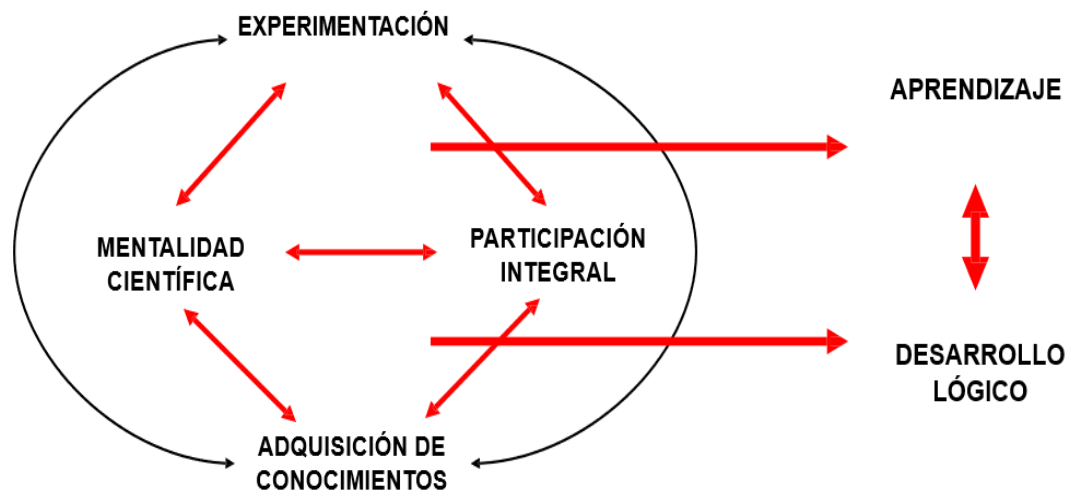 EXPERIMENTACIÓN
APRENDIZAJE
MENTALIDAD
CIENTÍFICA
PARTICIPACIÓN
INTEGRAL
DESARROLLO
LÓGICO
ADQUISICIÓN DE
CONOCIMIENTOS